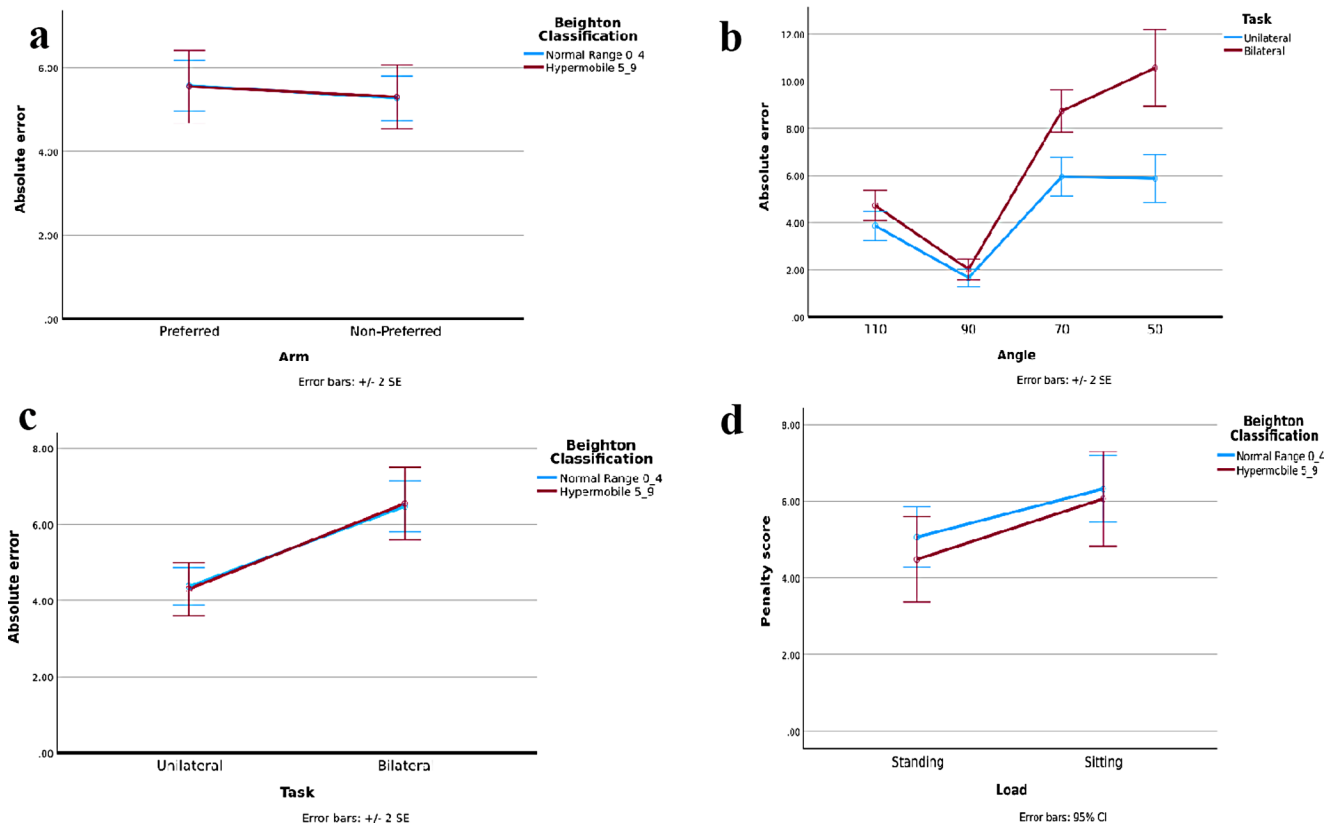 a
Beighton
Classification
Normal Range 0_4
Hypermobile 5_9
Absolute error
6.00
4.00
2.00
.00
Preferred
Non-Preferred
Arm
Error bars: +/- 2 SE
b
Task
Unilateral
Bilateral
Absolute error
12.00
10.00
8.00
6.00
4.00
2.00
.00
110
90
70
50
Angle
Error bars: +/- 2 SE
c
Beighton
Classification
Normal Range 0_4
Hypermobile 5_9
Absolute error
8.00
6.00
4.00
2.00
.00
Unilateral
Bilatera
Task
Error bars: +/- 2 SE
d
Beighton
Classification
Normal Range 0_4
Hypermcbile 5_9
Penalty score
8.00
6.00
4.00
2.00
.00
Standing
Sitting
Load
Error bars: 95% CI